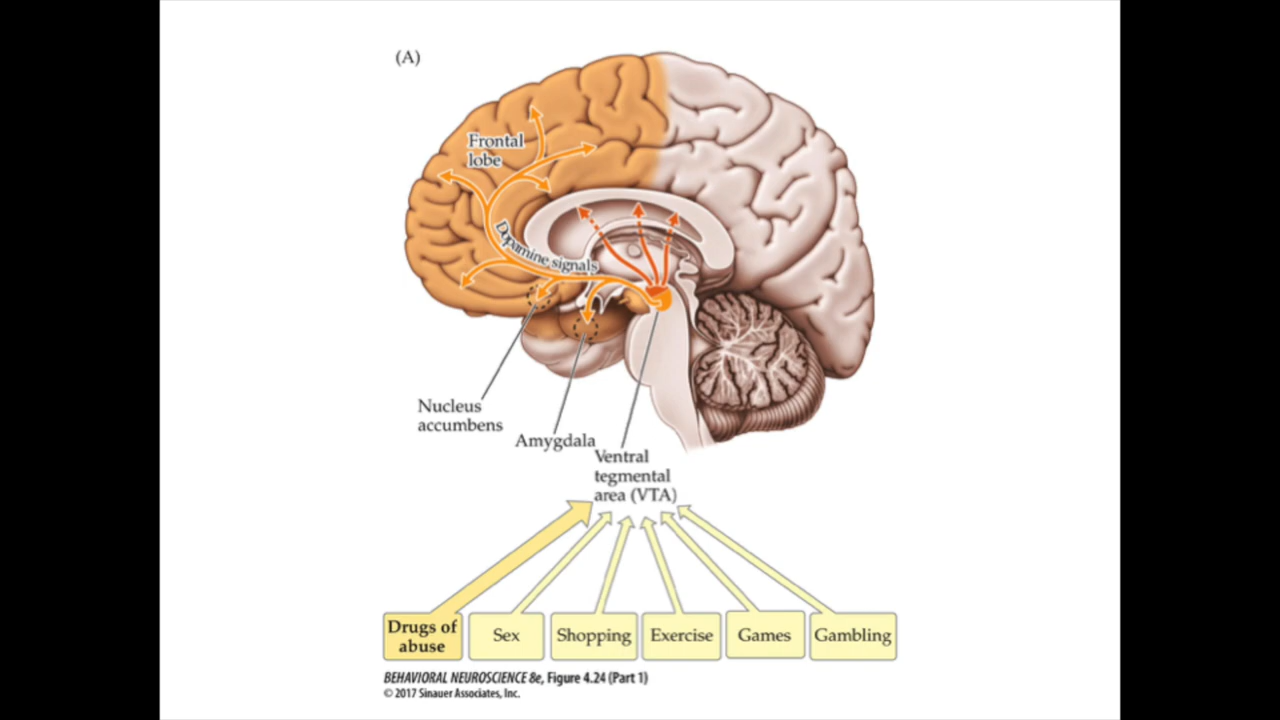 (A)
Frontal
lobe
Dopamine signals
Nucleus
accumbens
Amygdala
Ventral
tegmental
area (VTA)
Drugs of
abuse
Sex
Shopping
Exercise
Games
Gambling
BEHAVIORAL NEUROSCIENCE 8e, Figure 4.24 (Part 1)
© 2017 Sinauer Associates, Inc.